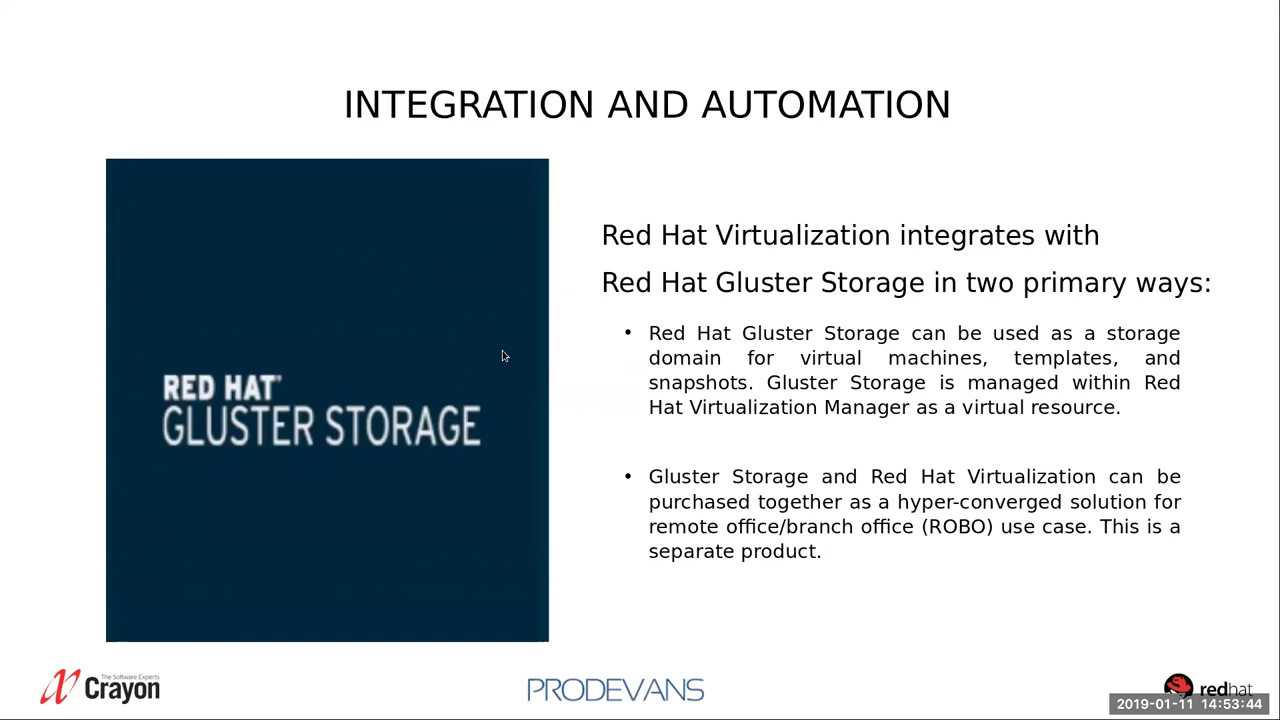 INTEGRATION AND AUTOMATION
RED HAT
GLUSTER STORAGE
Red Hat Virtualization integrates with
Red Hat Gluster Storage in two primary ways:
• Red Hat Gluster Storage can be used as a storage
domain for virtual machines, templates, and
snapshots. Gluster Storage is managed within Red
Hat Virtualization Manager as a virtual resource.
• Gluster Storage and Red Hat Virtualization can be
purchased together as a hyper-converged solution for
remote office/branch office (ROBO) use case. This is a
separate product.
The Software Experts
Crayon
PRODEVANS
redhat
2019-01-11 14:53:44